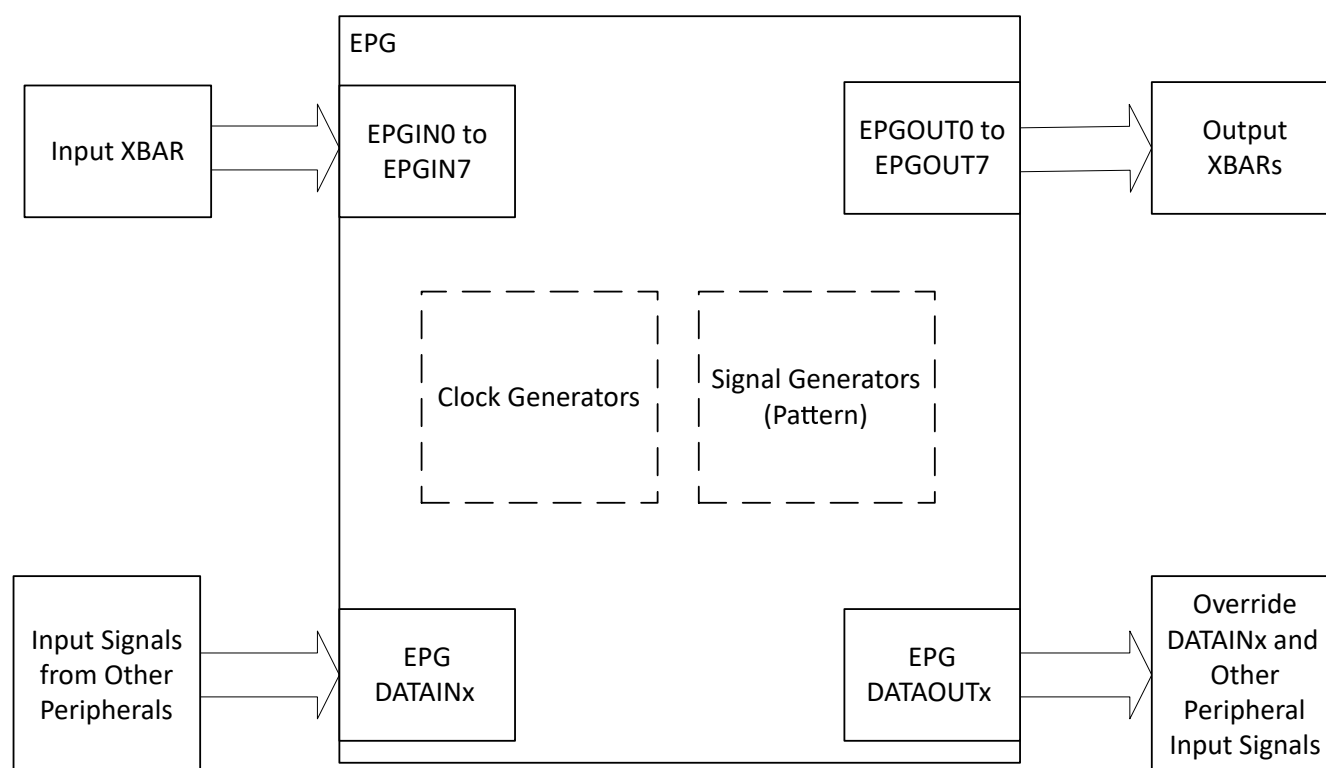 EPG
Input XBAR
EPGIN0 to
EPGIN7
EPGOUT0 to
EPGOUT7
Output
XBARs
Clock Generators
Signal Generators
(Pattern)
Input Signals
from Other
Peripherals
EPG
DATAINx
EPG
DATAOUTx
Override
DATAINx and
Other
Peripheral
Input Signals